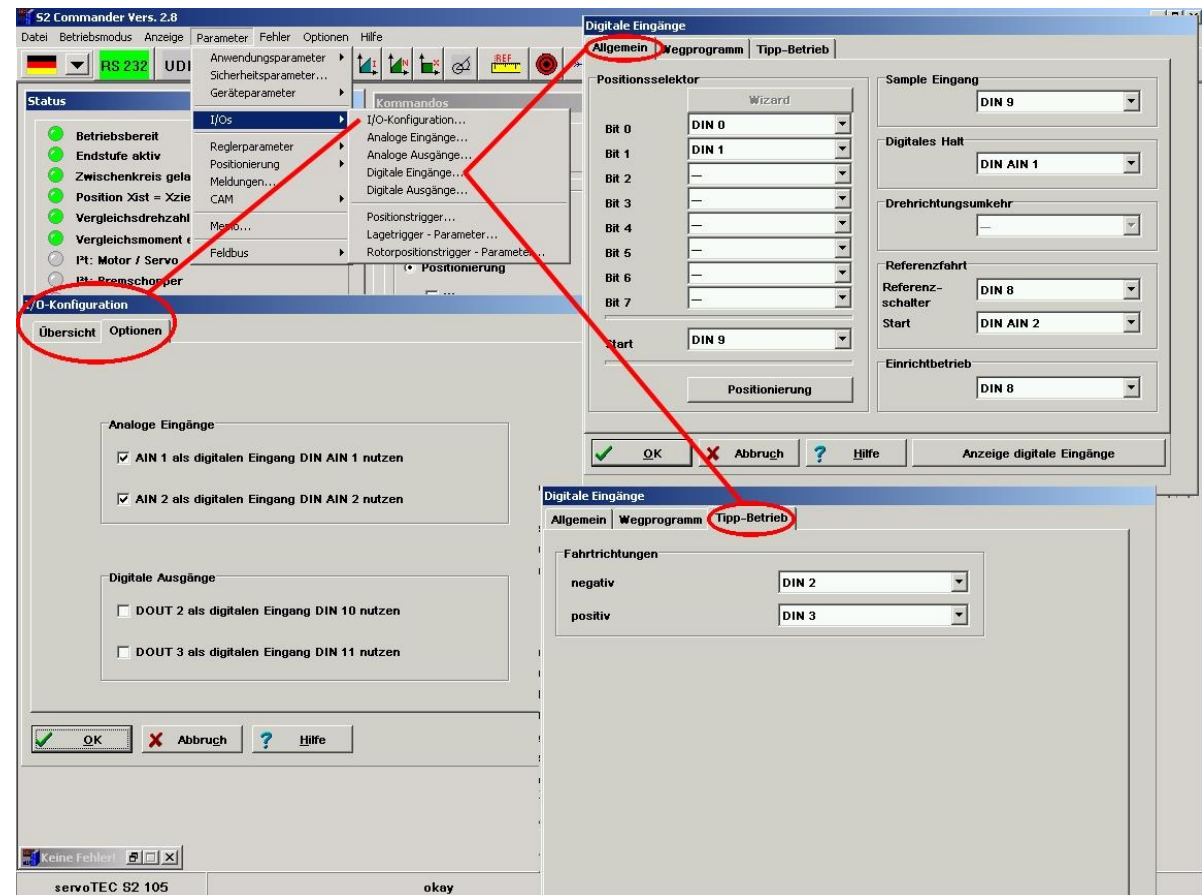 S2 Commander Vers. 2.8
Datei Betriebsmodus Anzeige Parameter Fehler Optionen Hilfe
RS 232
REF
Anwendungsparameter
Sicherheitsparameter...
Geräteparameter
I/Os
Reglerparameter
Positionierung
Meldungen...
CAM
Memo...
Feldbus
I/O-Konfiguration...
Analoge Eingänge...
Analoge Ausgänge...
Digitale Eingänge...
Digitale Ausgänge...
Positionstrigger...
Lagetrigger - Parameter...
Rotorpositionstrigger - Parameter...
Kommandos
Positionierung
Status
Betriebsbereit
Endstufe aktiv
Zwischenkreis gela
Position Xist = Xzie
Vergleichsdrehzahl
Vergleichsmoment
I²t: Motor / Servo
I²t: Bremschopper
I/O-Konfiguration
Übersicht Optionen
Analoge Eingänge
AIN 1 als digitalen Eingang DIN AIN 1 nutzen
AIN 2 als digitalen Eingang DIN AIN 2 nutzen
Digitale Ausgänge
DOUT 2 als digitalen Eingang DIN 10 nutzen
DOUT 3 als digitalen Eingang DIN 11 nutzen
OK Abbruch ? Hilfe
Keine Fehler!
servoTEC S2 105 okay
Digitale Eingänge
Allgemein Wegprogramm Tipp-Betrieb
Positionsselektor
Wizard
Bit 0 DIN 0
Bit 1 DIN 1
Bit 2 —
Bit 3 —
Bit 4 —
Bit 5 —
Bit 6 —
Bit 7 —
Start DIN 9
Positionierung
Sample Eingang
DIN 9
Digitales Halt
DIN AIN 1
Drehrichtungsumkehr
—
Referenzfahrt
Referenz-
schalter DIN 8
Start DIN AIN 2
Einrichtbetrieb
DIN 8
OK Abbruch ? Hilfe Anzeige digitale Eingänge
Digitale Eingänge
Allgemein Wegprogramm Tipp-Betrieb
Fahrtrichtungen
negativ DIN 2
positiv DIN 3